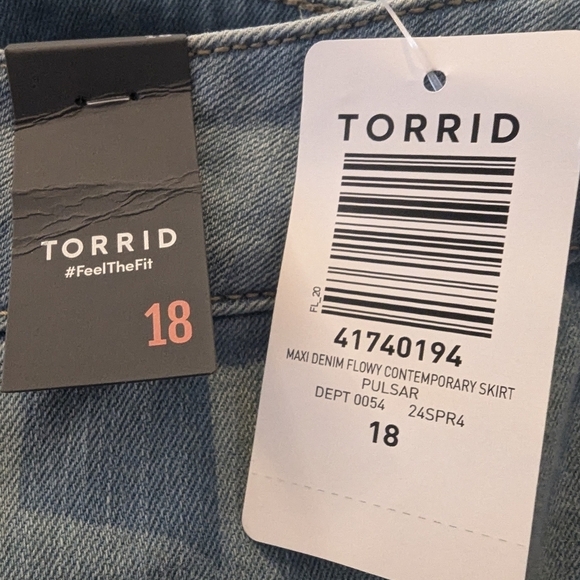 TORRID
#FeelTheFit
18
TORRID
FL_20
41740194
MAXI DENIM FLOWY CONTEMPORARY SKIRT
PULSAR
DEPT 0054 24SPR4
18